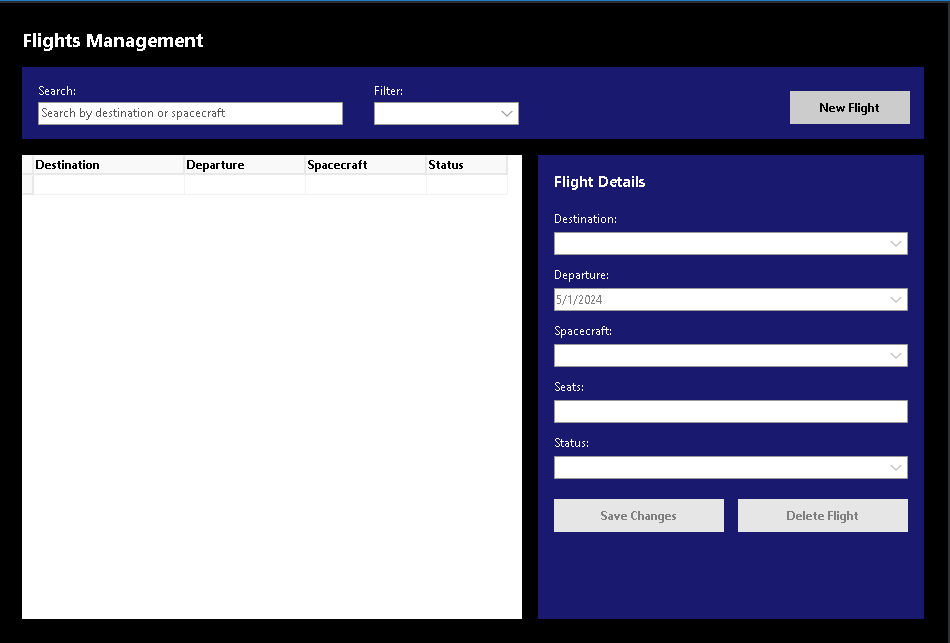 Flights Management
Search:
Filter:
Search by destination or spacecraft
New Flight
Destination Departure Spacecraft Status
Flight Details
Destination:
Departure:
5/1/2024
Spacecraft:
Seats:
Status:
Save Changes
Delete Flight